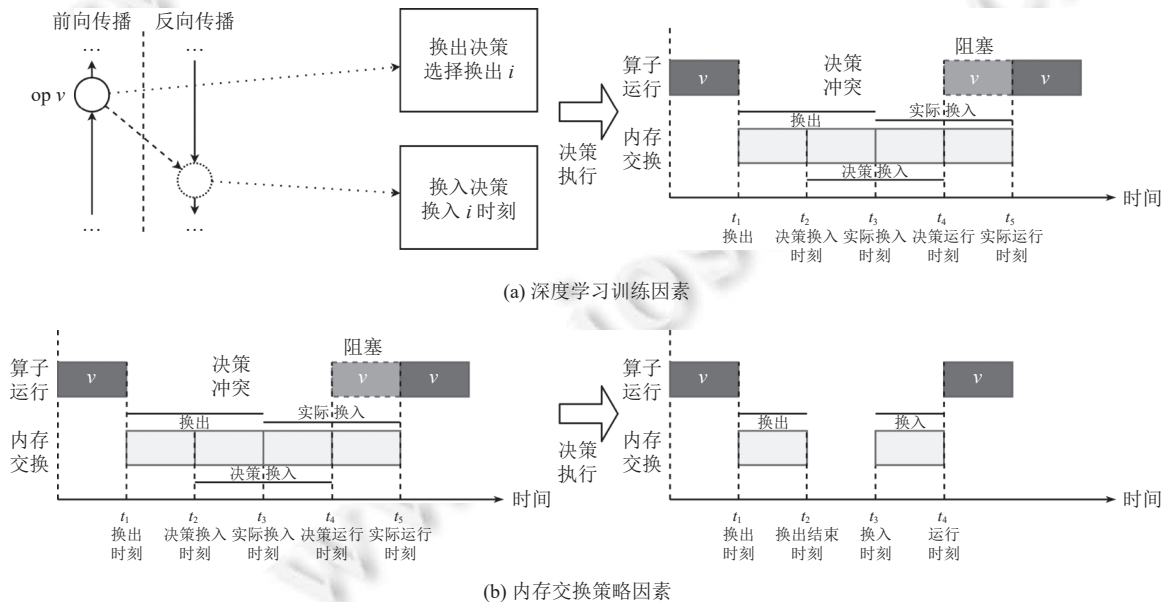 前向传播
反向传播
...
...
op v
...
...
换出决策
选择换出 i
换入决策
换入 i 时刻
决策
执行
算子
运行
内存
交换
v
决策
冲突
阻塞
v
v
换出
实际 换入
决策 换入
时间
t1
换出
t2
决策换入
时刻
t3
实际换入
时刻
t4
决策运行
时刻
t5
实际运行
时刻
(a) 深度学习训练因素
算子
运行
内存
交换
v
决策
冲突
阻塞
v
v
换出
实际 换入
决策 换入
时间
t1
换出
时刻
t2
决策换入
时刻
t3
实际换入
时刻
t4
决策运行
时刻
t5
实际运行
时刻
决策
执行
算子
运行
内存
交换
v
v
换出
换入
时间
t1
换出
时刻
t2
换出结束
时刻
t3
换入
时刻
t4
运行
时刻
(b) 内存交换策略因素